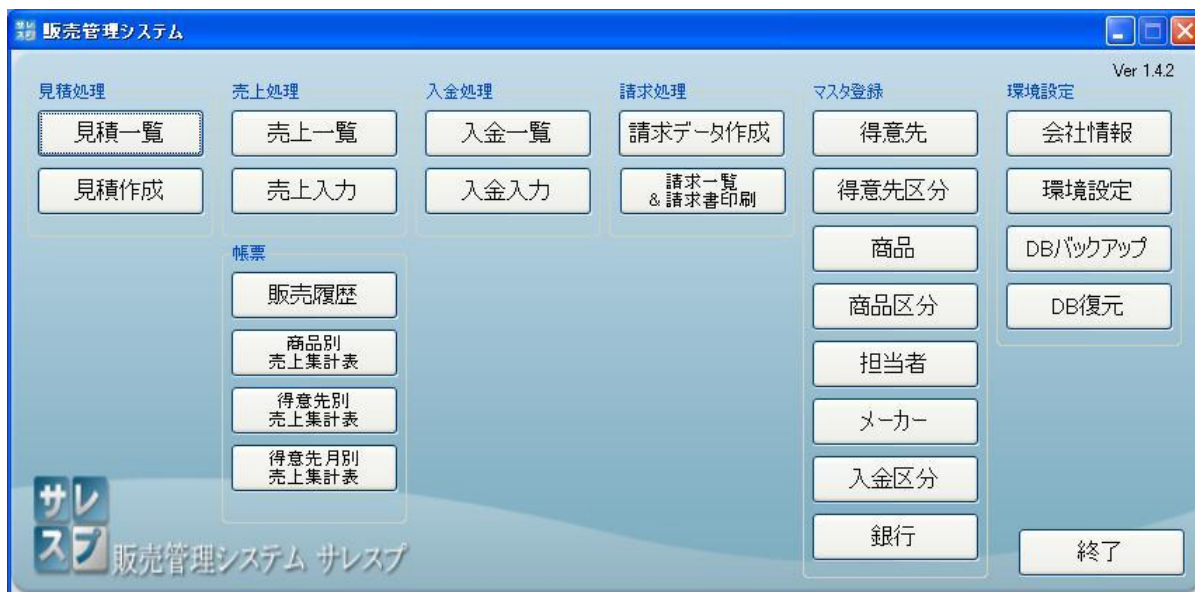 サレスプ 販売管理システム
Ver 1.4.2
見積処理
見積一覧
見積作成
売上処理
売上一覧
売上入力
帳票
販売履歴
商品別
売上集計表
得意先別
売上集計表
得意先月別
売上集計表
入金処理
入金一覧
入金入力
請求処理
請求データ作成
請求一覧
&請求書印刷
マスタ登録
得意先
得意先区分
商品
商品区分
担当者
メーカー
入金区分
銀行
環境設定
会社情報
環境設定
DBバックアップ
DB復元
終了
サレ
スプ
販売管理システム サレスプ